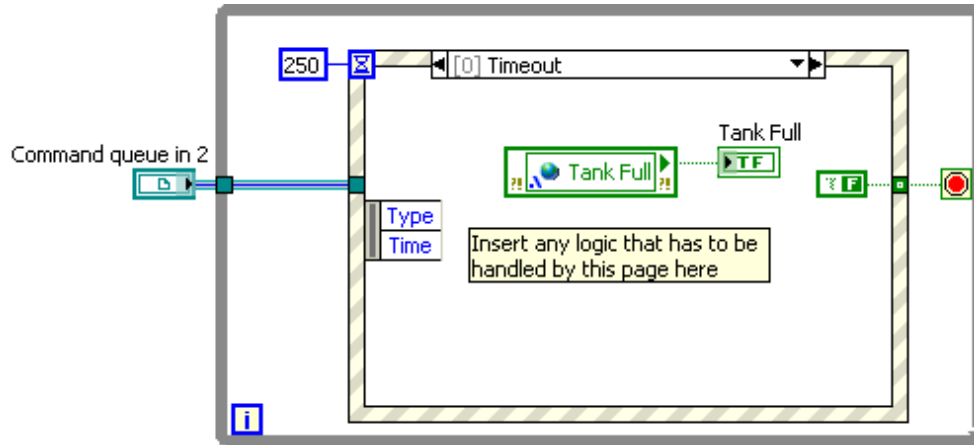 250
[0] Timeout
Tank Full
Command queue in 2
?! Tank Full ?!
TF
F
Type
Time
Insert any logic that has to be
handled by this page here
i